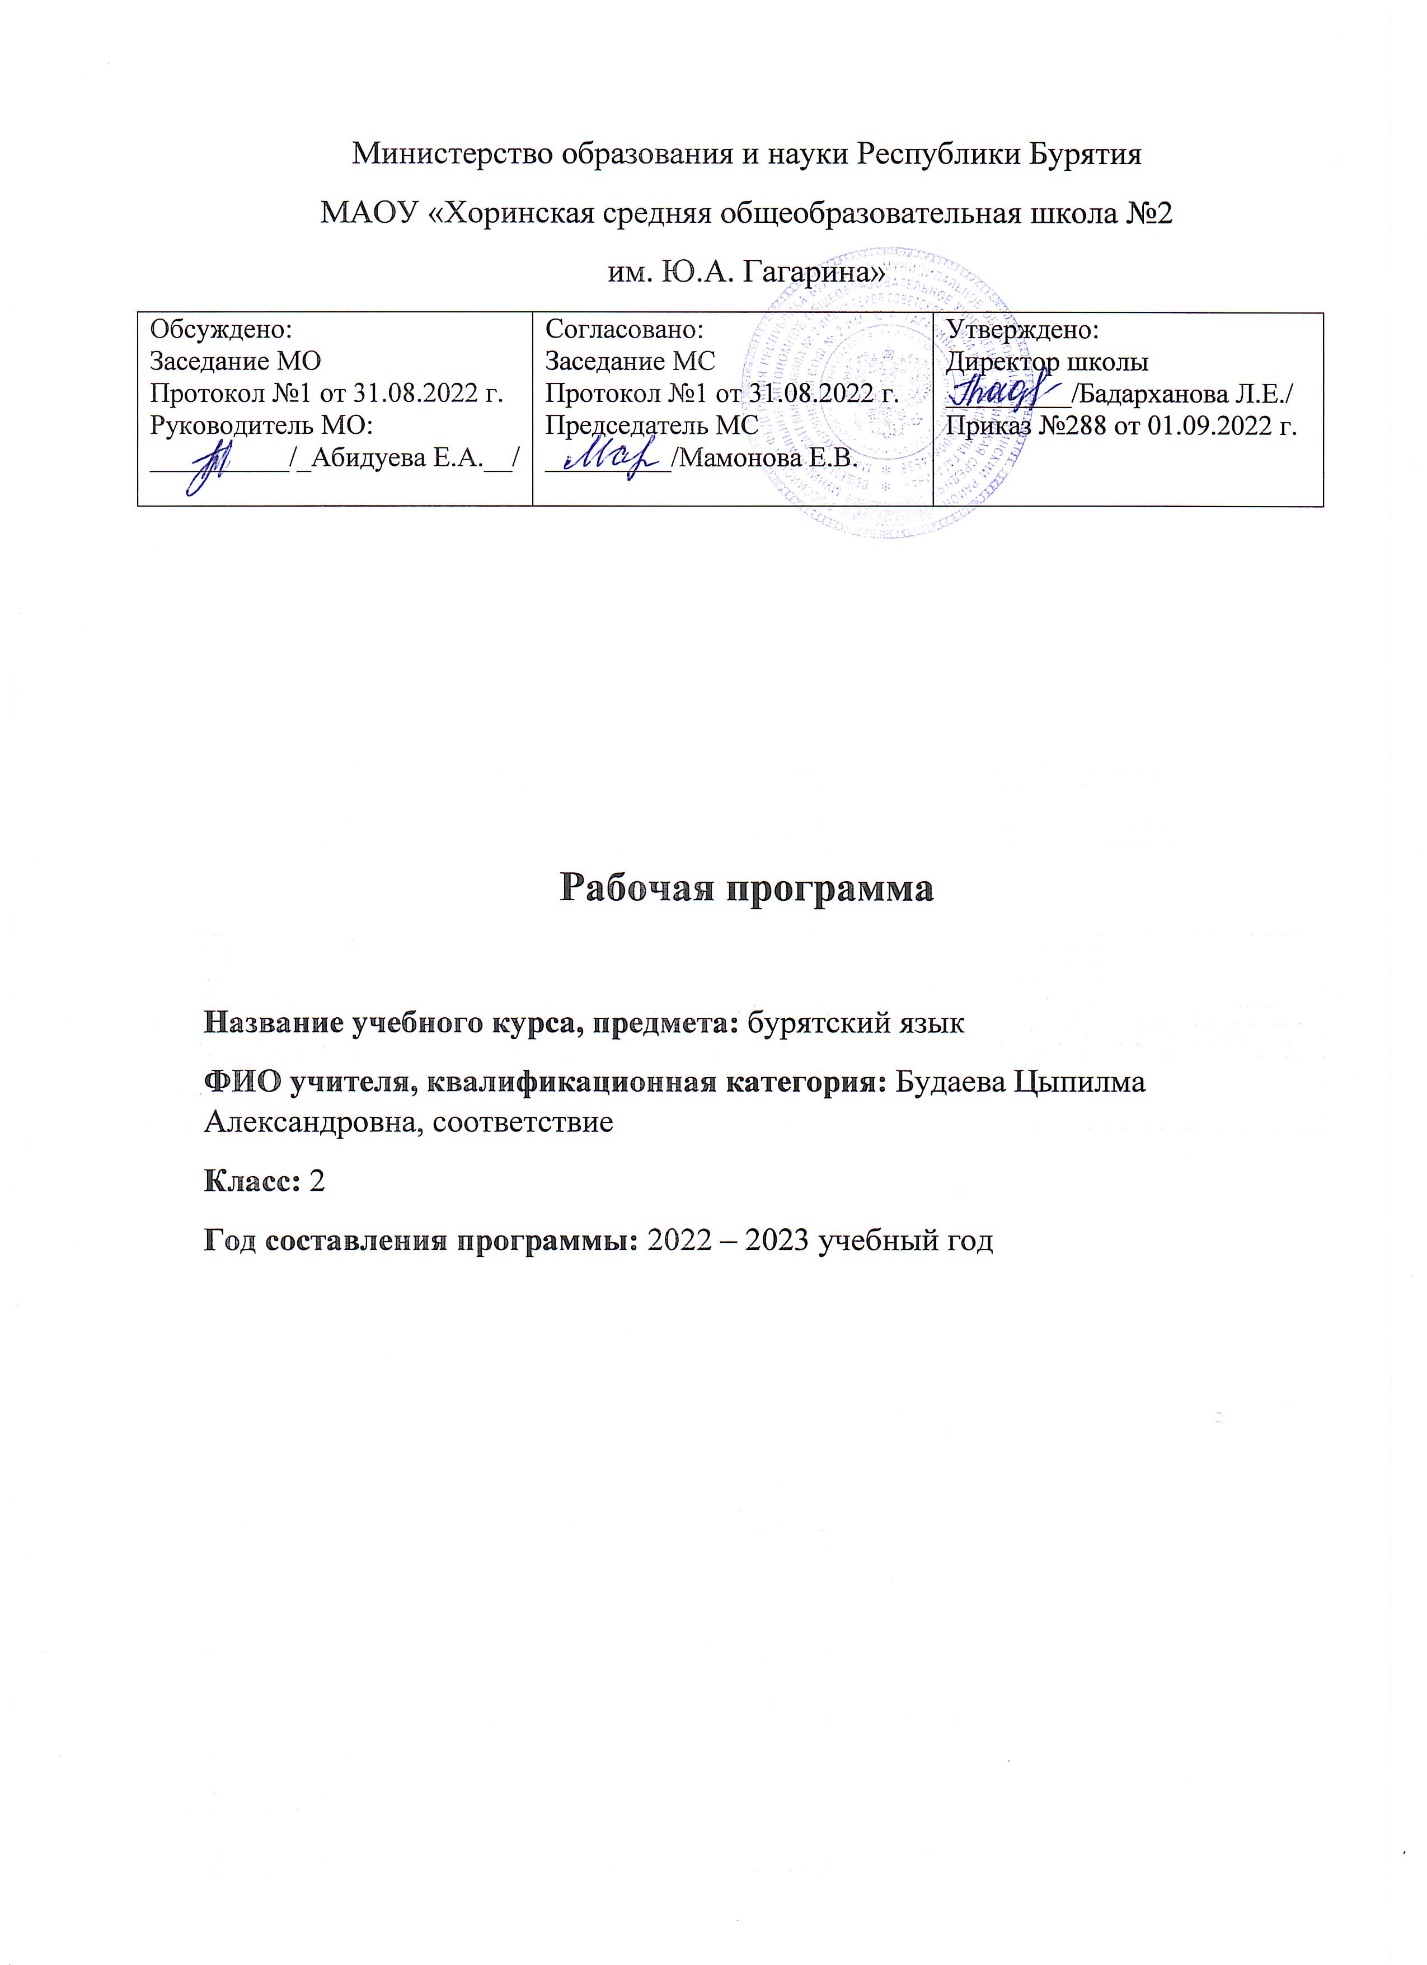 Министерство образования и науки Республики Бурятия
МАОУ «Хоринская средняя общеобразовательная школа №2
им. Ю.А. Гагарина»
Обсуждено:
Заседание МО
Протокол №1 от 31.08.2022 г.
Руководитель МО:
___________/_Абидуева Е.А.__/
Согласовано:
Заседание МС
Протокол №1 от 31.08.2022 г.
Председатель МС
__________/Мамонова Е.В.
Утверждено:
Директор школы
__________/Бадарханова Л.Е./
Приказ №288 от 01.09.2022 г.
Рабочая программа
Название учебного курса, предмета: бурятский язык
ФИО учителя, квалификационная категория: Будаева Цыпилма
Александровна, соответствие
Класс: 2
Год составления программы: 2022 – 2023 учебный год